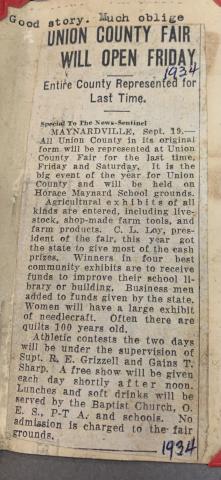 Good story. Much oblige
UNION COUNTY FAIR
WILL OPEN FRIDAY
1934
Entire County Represented for
Last Time.
Special To The News-Sentinel
MAYNARDVILLE, Sept. 19.—
All Union County in its original
form will be represented at Union
County Fair for the last time,
Friday and Saturday. It is the
big event of the year for Union
County and will be held on
Horace Maynard School grounds.
Agricultural exhibits of all
kinds are entered, including live-
stock, shop-made farm tools, and
farm products. C. L. Loy, pres-
ident of the fair, this year got
the state to give most of the cash
prizes. Winners in four best
community exhibits are to receive
funds to improve their school li-
brary or building. Business men
added to funds given by the state.
Women will have a large exhibit
of needlecraft. Often there are
quilts 100 years old.
Athletic contests the two days
will be under the supervision of
Supt. R. E. Grizzell and Gains T.
Sharp. A free show will be given
each day shortly after noon.
Lunches and soft drinks will be
served by the Baptist Church, O.
E. S., P-T A. and schools. No
admission is charged to the fair
grounds.
1934